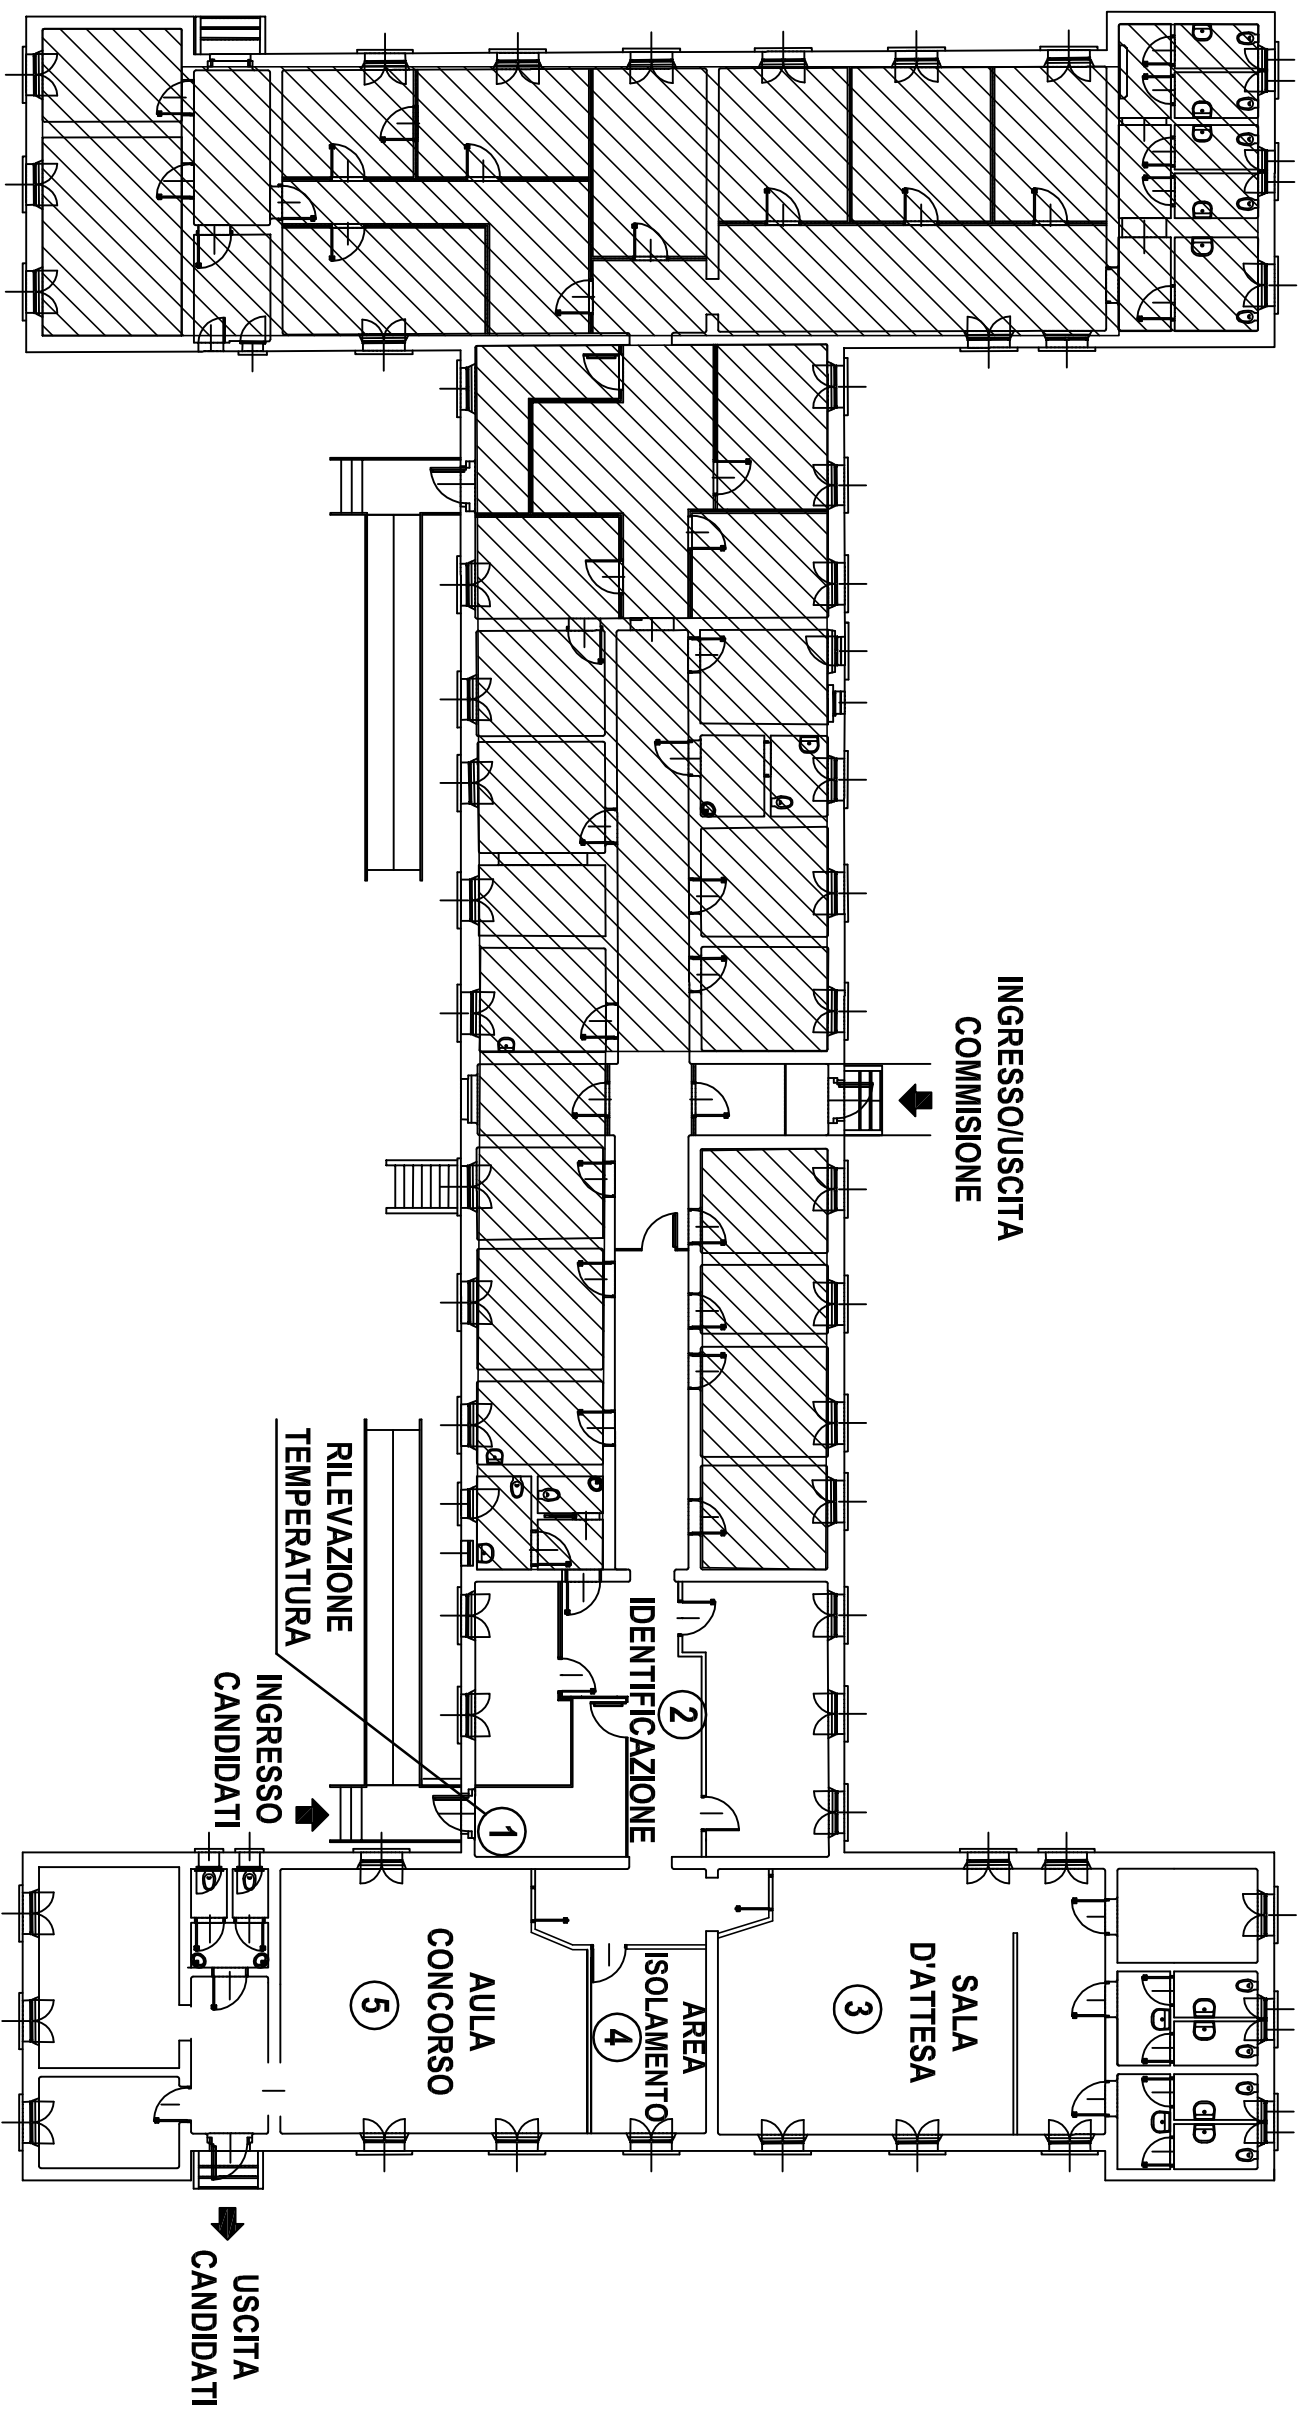 INGRESSO/USCITA
COMMISIONE
RILEVAZIONE
TEMPERATURA
INGRESSO
CANDIDATI
IDENTIFICAZIONE
1
2
SALA
D'ATTESA
3
AREA
ISOLAMENTO
4
AULA
CONCORSO
5
USCITA
CANDIDATI